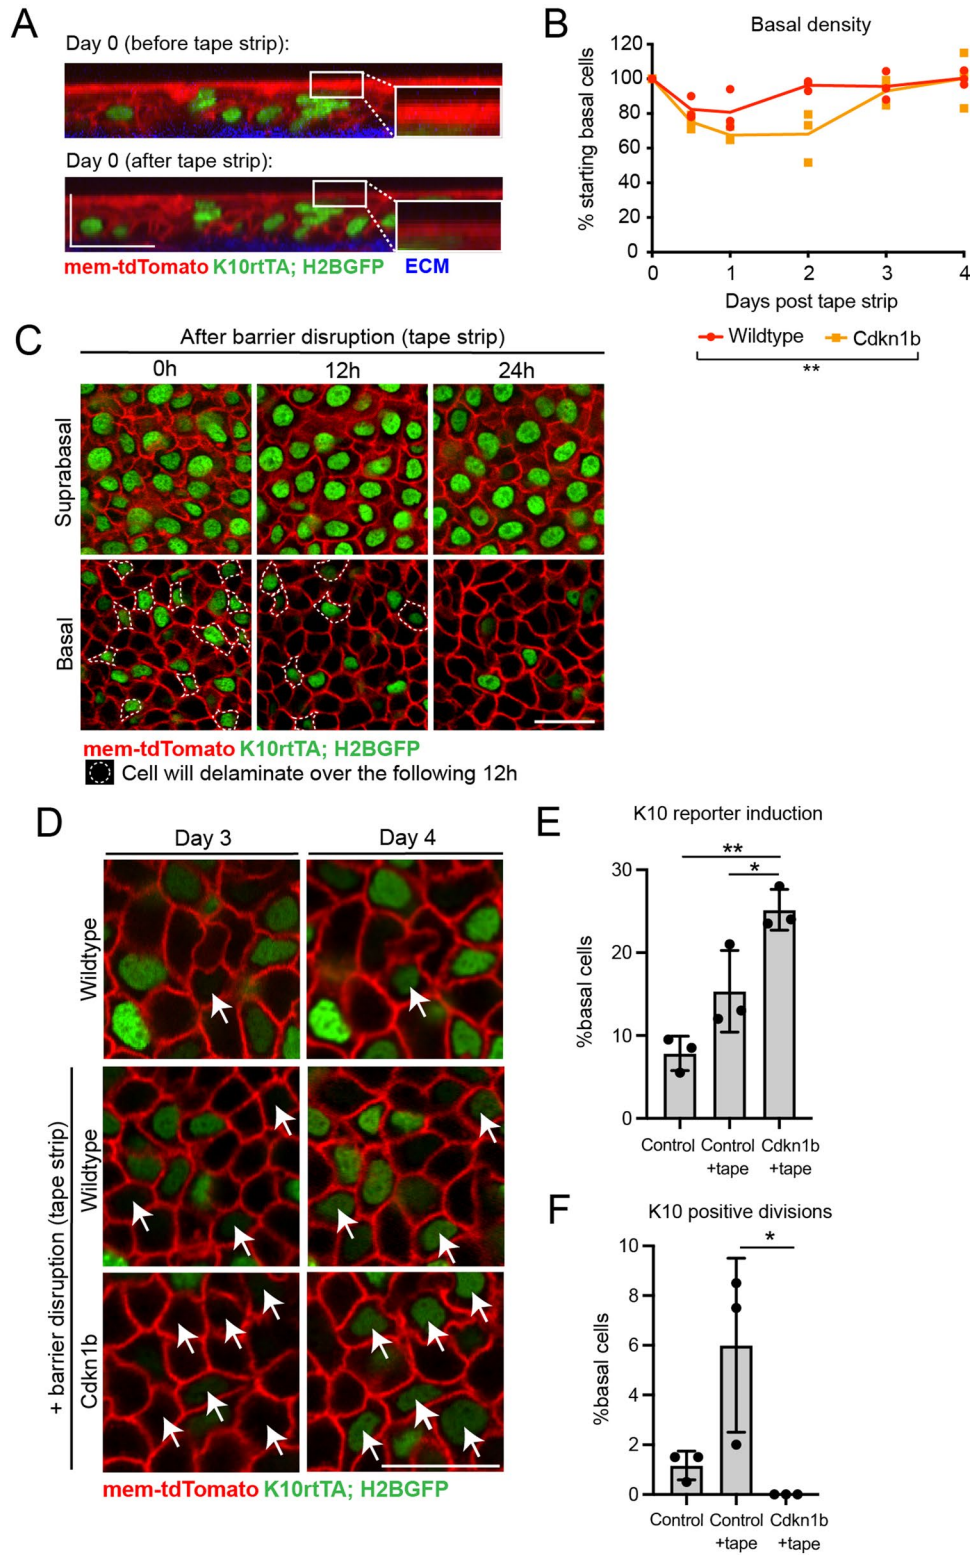 A
Day 0 (before tape strip):
Day 0 (after tape strip):
mem-tdTomato K10rtTA; H2BGFP ECM
B
Basal density
% starting basal cells
120
100
80
60
40
20
0
0 1 2 3 4
Days post tape strip
Wildtype Cdkn1b
**
C
After barrier disruption (tape strip)
0h 12h 24h
Suprabasal
Basal
mem-tdTomato K10rtTA; H2BGFP
Cell will delaminate over the following 12h
D
Day 3 Day 4
Wildtype
+ barrier disruption (tape strip)
Wildtype
Cdkn1b
mem-tdTomato K10rtTA; H2BGFP
E
K10 reporter induction
**
*
%basal cells
30
20
10
0
Control Control Cdkn1b
+tape +tape
F
K10 positive divisions
*
%basal cells
10
8
6
4
2
0
Control Control Cdkn1b
+tape +tape